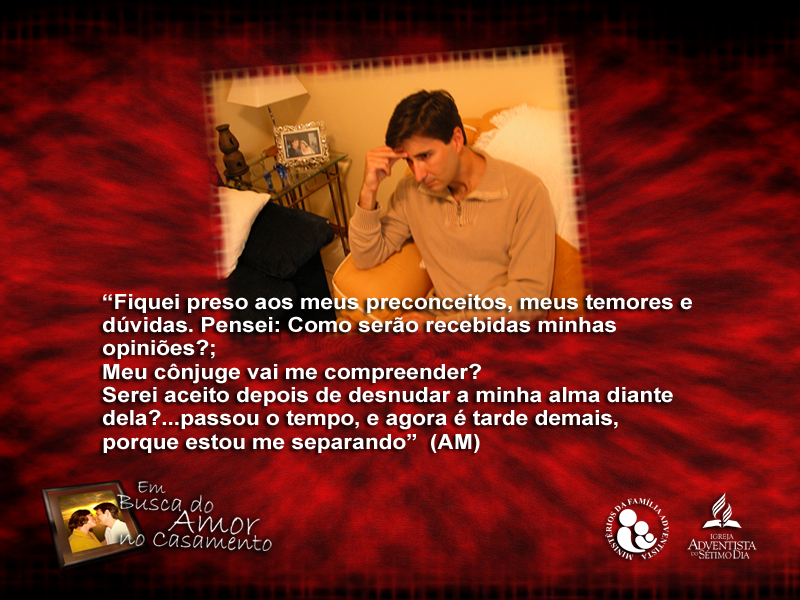 “Fiquei preso aos meus preconceitos, meus temores e
dúvidas. Pensei: Como serão recebidas minhas
opiniões?;
Meu cônjuge vai me compreender?
Serei aceito depois de desnudar a minha alma diante
dela?...passou o tempo, e agora é tarde demais,
porque estou me separando”  (AM)
Em
Busca do
Amor
no Casamento
MINISTÉRIOS DA FAMÍLIA ADVENTISTA
IGREJA
ADVENTISTA
DO SÉTIMO DIA